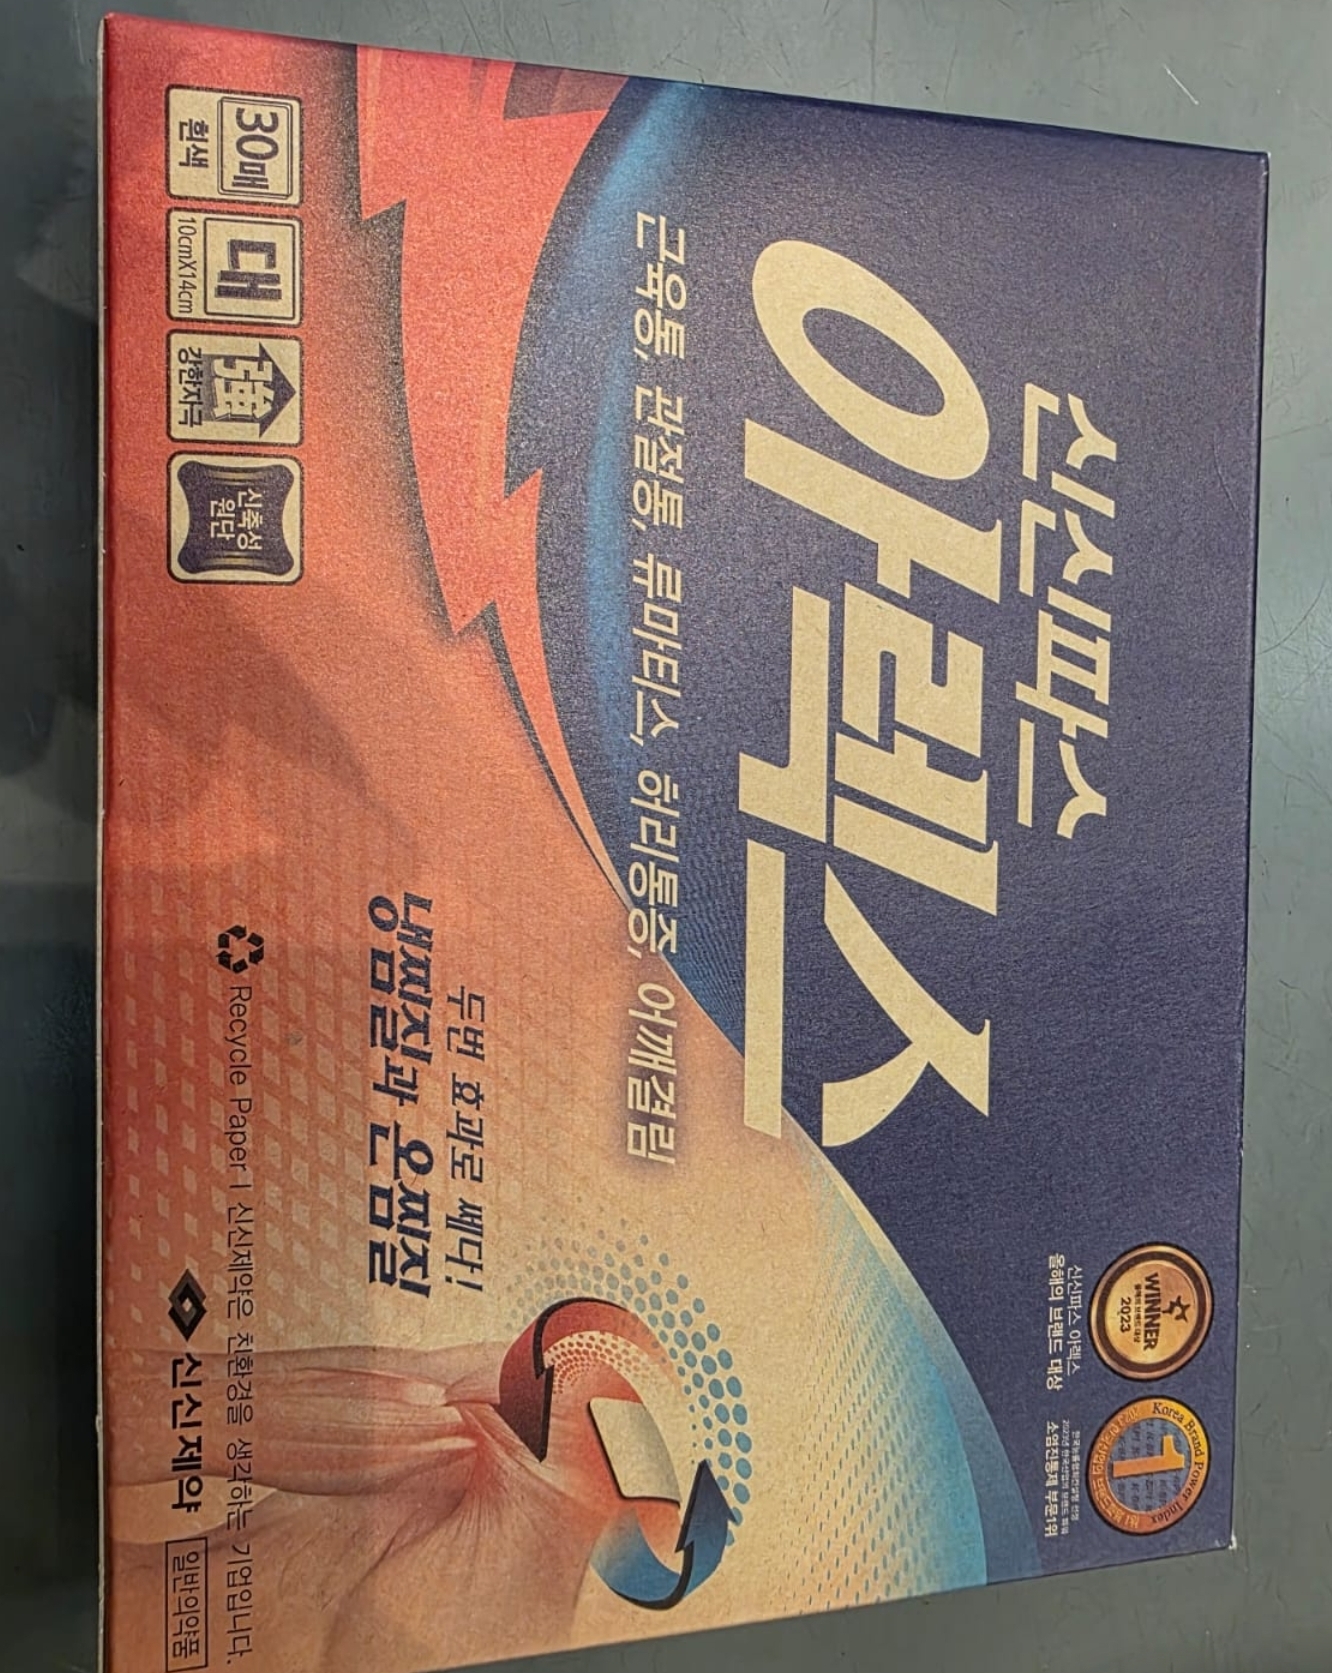 신신파스
아렉스
근육통, 관절통, 류마티스, 허리통증, 어깨결림
WINNER
2023
신신파스 아렉스
올해의 브랜드 대상
Korea Brand Power Index
1
소염진통제 부문1위
두번 효과로 쎄다!
냉찜질과 온찜질
30매
흰색
대
10cmX14cm
強
강한자극
신축성
원단
Recycle Paper | 신신제약은 친환경을 생각하는 기업입니다.
신신제약
일반의약품